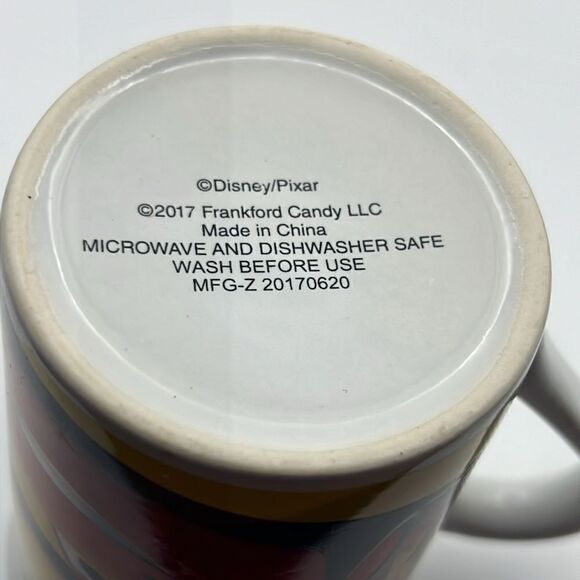 ©Disney/Pixar
©2017 Frankford Candy LLC
Made in China
MICROWAVE AND DISHWASHER SAFE
WASH BEFORE USE
MFG-Z 20170620